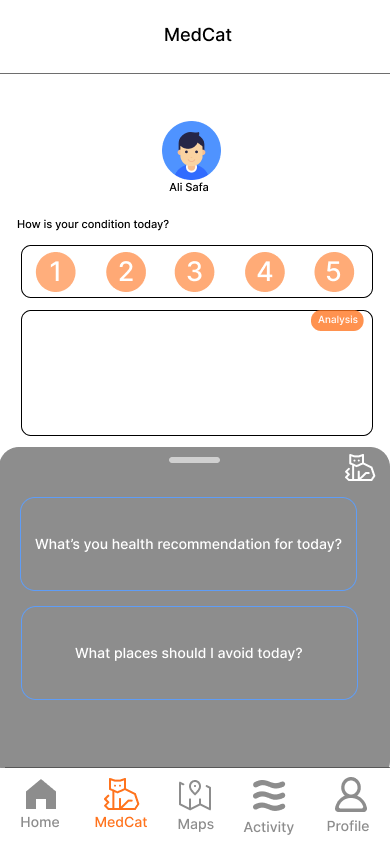 MedCat
Ali Safa
How is your condition today?
1 2 3 4 5
Analysis
What's you health recommendation for today?
What places should I avoid today?
Home MedCat Maps Activity Profile